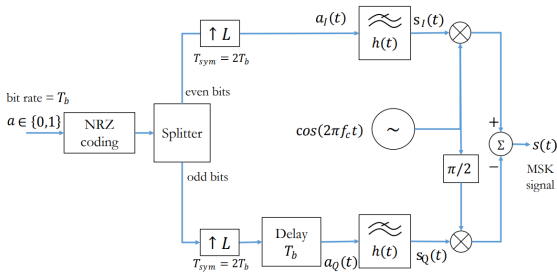 ↑ L
a_I(t)
h(t)
s_I(t)
T_sym = 2T_b
even bits
bit rate = T_b
a ∈ {0,1}
NRZ
coding
Splitter
cos(2πf_ct)
~
+
Σ
s(t)
−
MSK
signal
π/2
odd bits
↑ L
T_sym = 2T_b
Delay
T_b
a_Q(t)
h(t)
s_Q(t)